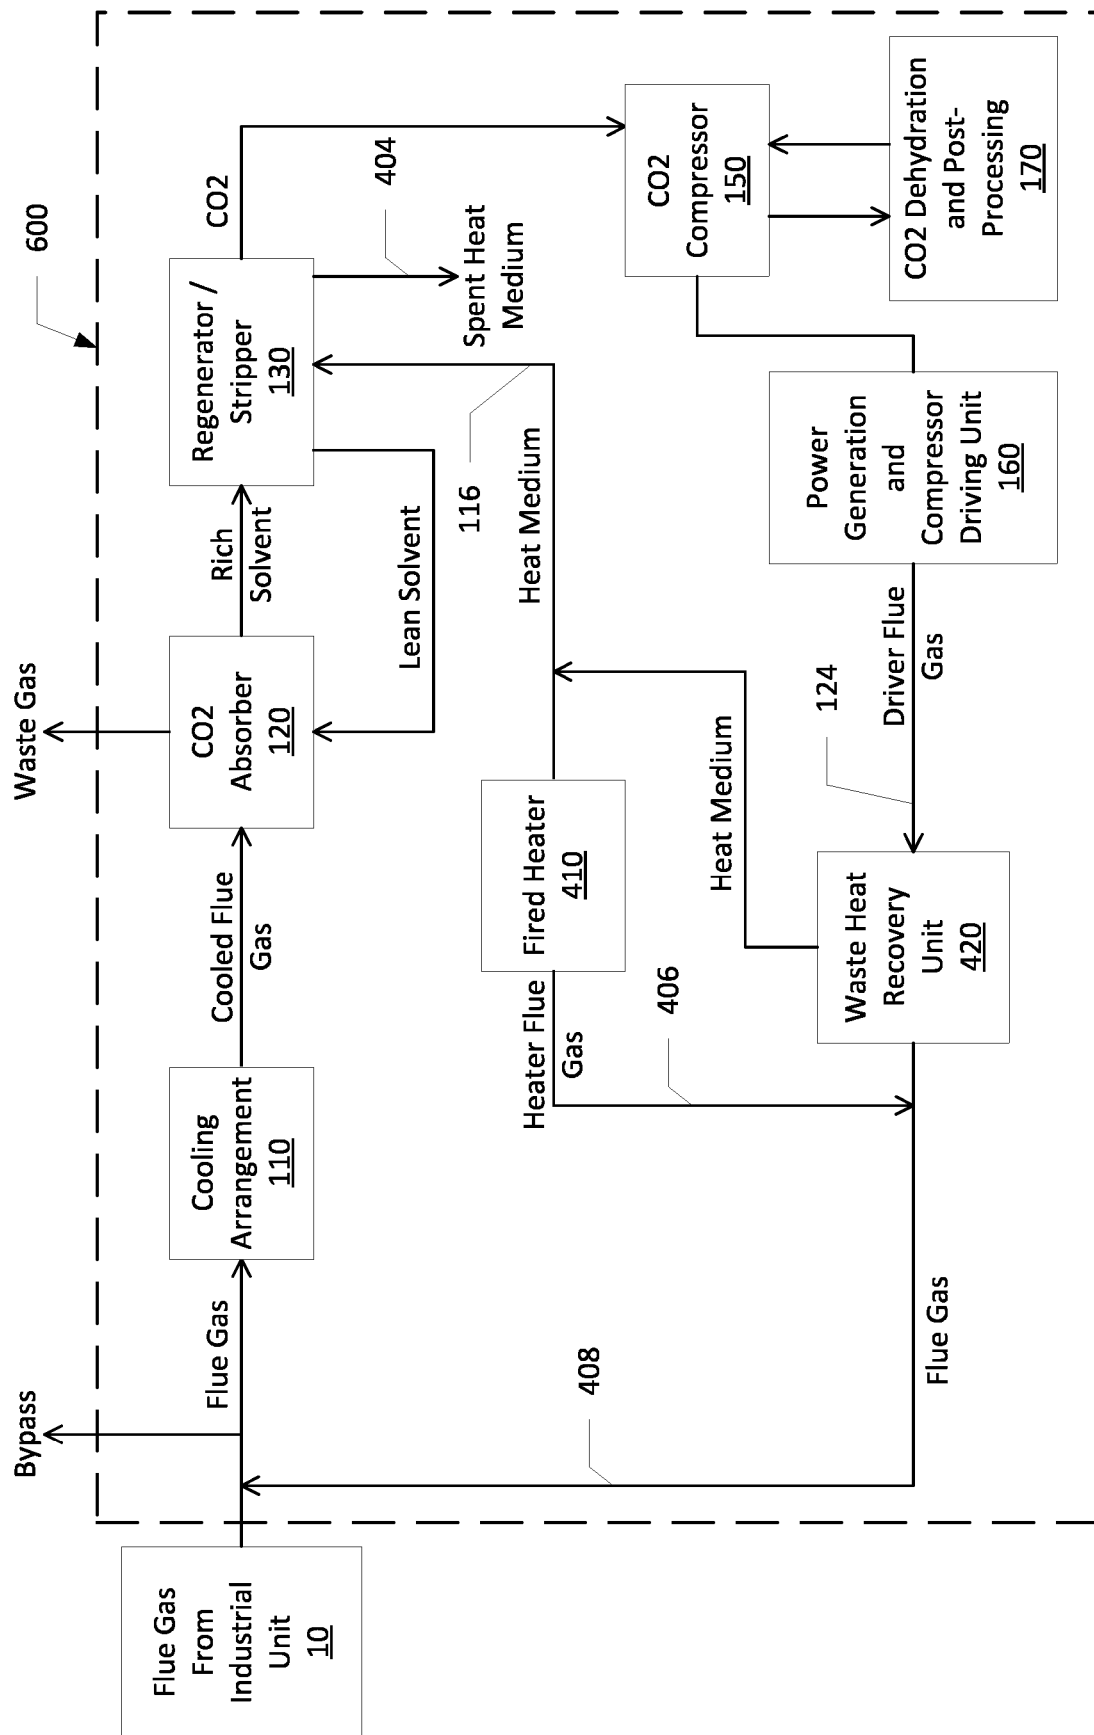 600
Bypass
Waste Gas
Flue Gas
From
Industrial
Unit
10
Flue Gas
Cooling
Arrangement
110
Cooled Flue
Gas
CO2
Absorber
120
Rich
Solvent
Lean Solvent
Regenerator /
Stripper
130
CO2
404
Spent Heat
Medium
116
Heat Medium
Heater Flue
Gas
Fired Heater
410
406
Heat Medium
408
Flue Gas
Waste Heat
Recovery
Unit
420
124
Driver Flue
Gas
Power
Generation
and
Compressor
Driving Unit
160
CO2
Compressor
150
CO2 Dehydration
and Post-
Processing
170